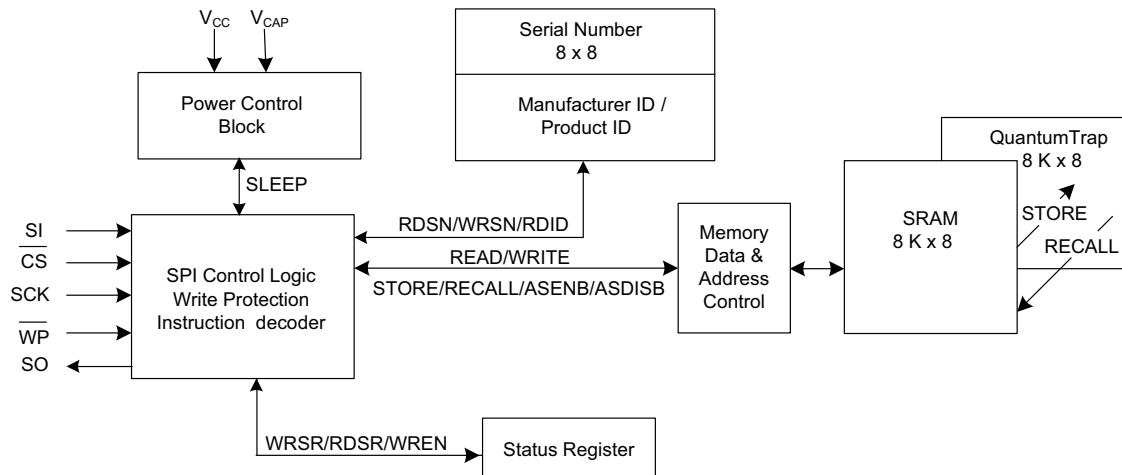 V_CC V_CAP
Power Control
Block
Serial Number
8 x 8
Manufacturer ID /
Product ID
QuantumTrap
8 K x 8
SRAM
8 K x 8
STORE
RECALL
SLEEP
SI
C̅S̅
SCK
W̅P̅
SO
SPI Control Logic
Write Protection
Instruction decoder
RDSN/WRSN/RDID
READ/WRITE
STORE/RECALL/ASENB/ASDISB
Memory
Data &
Address
Control
WRSR/RDSR/WREN
Status Register